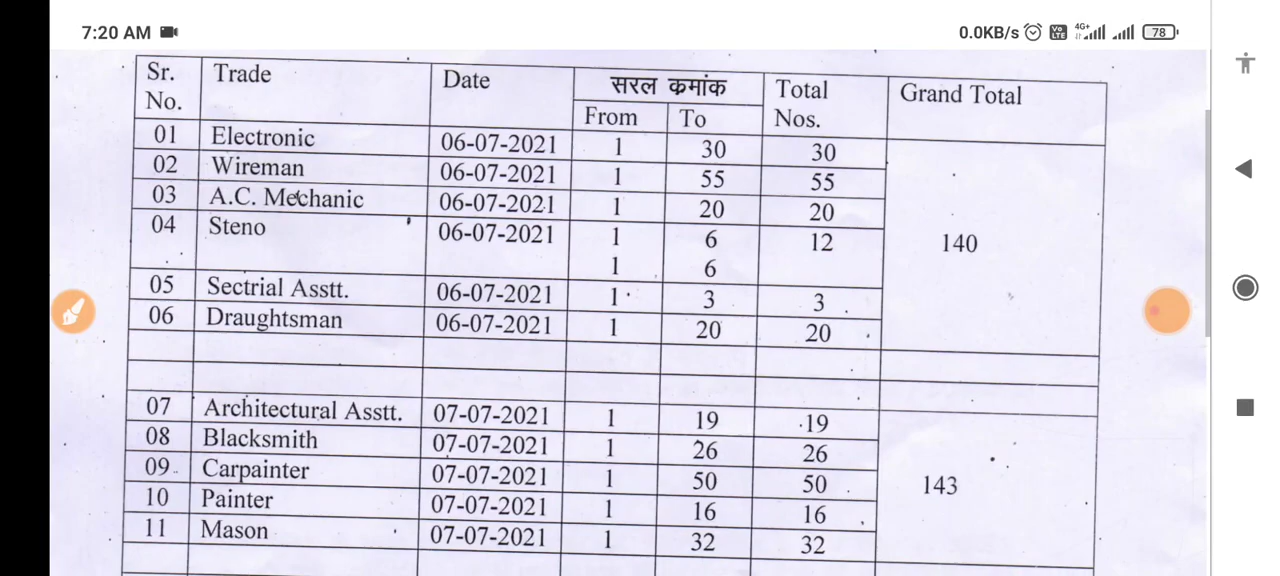 7:20 AM
0.0KB/s VoLTE 4G+ 78
Sr. No. Trade Date सरल क्रमांक Total Nos. Grand Total
From To
01 Electronic 06-07-2021 1 30 30
02 Wireman 06-07-2021 1 55 55
03 A.C. Mechanic 06-07-2021 1 20 20
04 Steno 06-07-2021 1 6 12 140
1 6
05 Sectrial Asstt. 06-07-2021 1 3 3
06 Draughtsman 06-07-2021 1 20 20
07 Architectural Asstt. 07-07-2021 1 19 19
08 Blacksmith 07-07-2021 1 26 26
09 Carpainter 07-07-2021 1 50 50 143
10 Painter 07-07-2021 1 16 16
11 Mason 07-07-2021 1 32 32